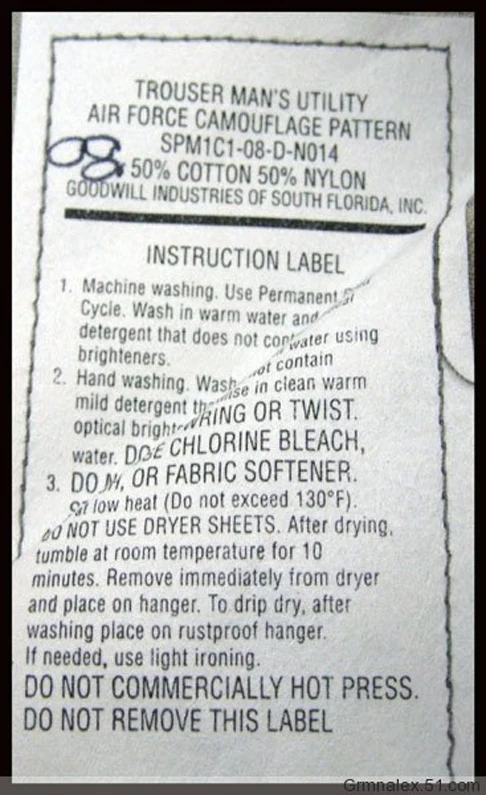 TROUSER MAN'S UTILITY
AIR FORCE CAMOUFLAGE PATTERN
SPM1C1-08-D-N014
08
50% COTTON 50% NYLON
GOODWILL INDUSTRIES OF SOUTH FLORIDA, INC.
INSTRUCTION LABEL
1. Machine washing. Use Permanent
Cycle. Wash in warm water and
detergent that does not water using
brighteners. contain
2. Hand washing. Wash in clean warm
mild detergent OR TWIST.
optical CHLORINE BLEACH,
water.
3. OR FABRIC SOFTENER.
low heat (Do not exceed 130°F).
NOT USE DRYER SHEETS. After drying,
tumble at room temperature for 10
minutes. Remove immediately from dryer
and place on hanger. To drip dry, after
washing place on rustproof hanger.
If needed, use light ironing.
DO NOT COMMERCIALLY HOT PRESS.
DO NOT REMOVE THIS LABEL
Grmnalex.51.com